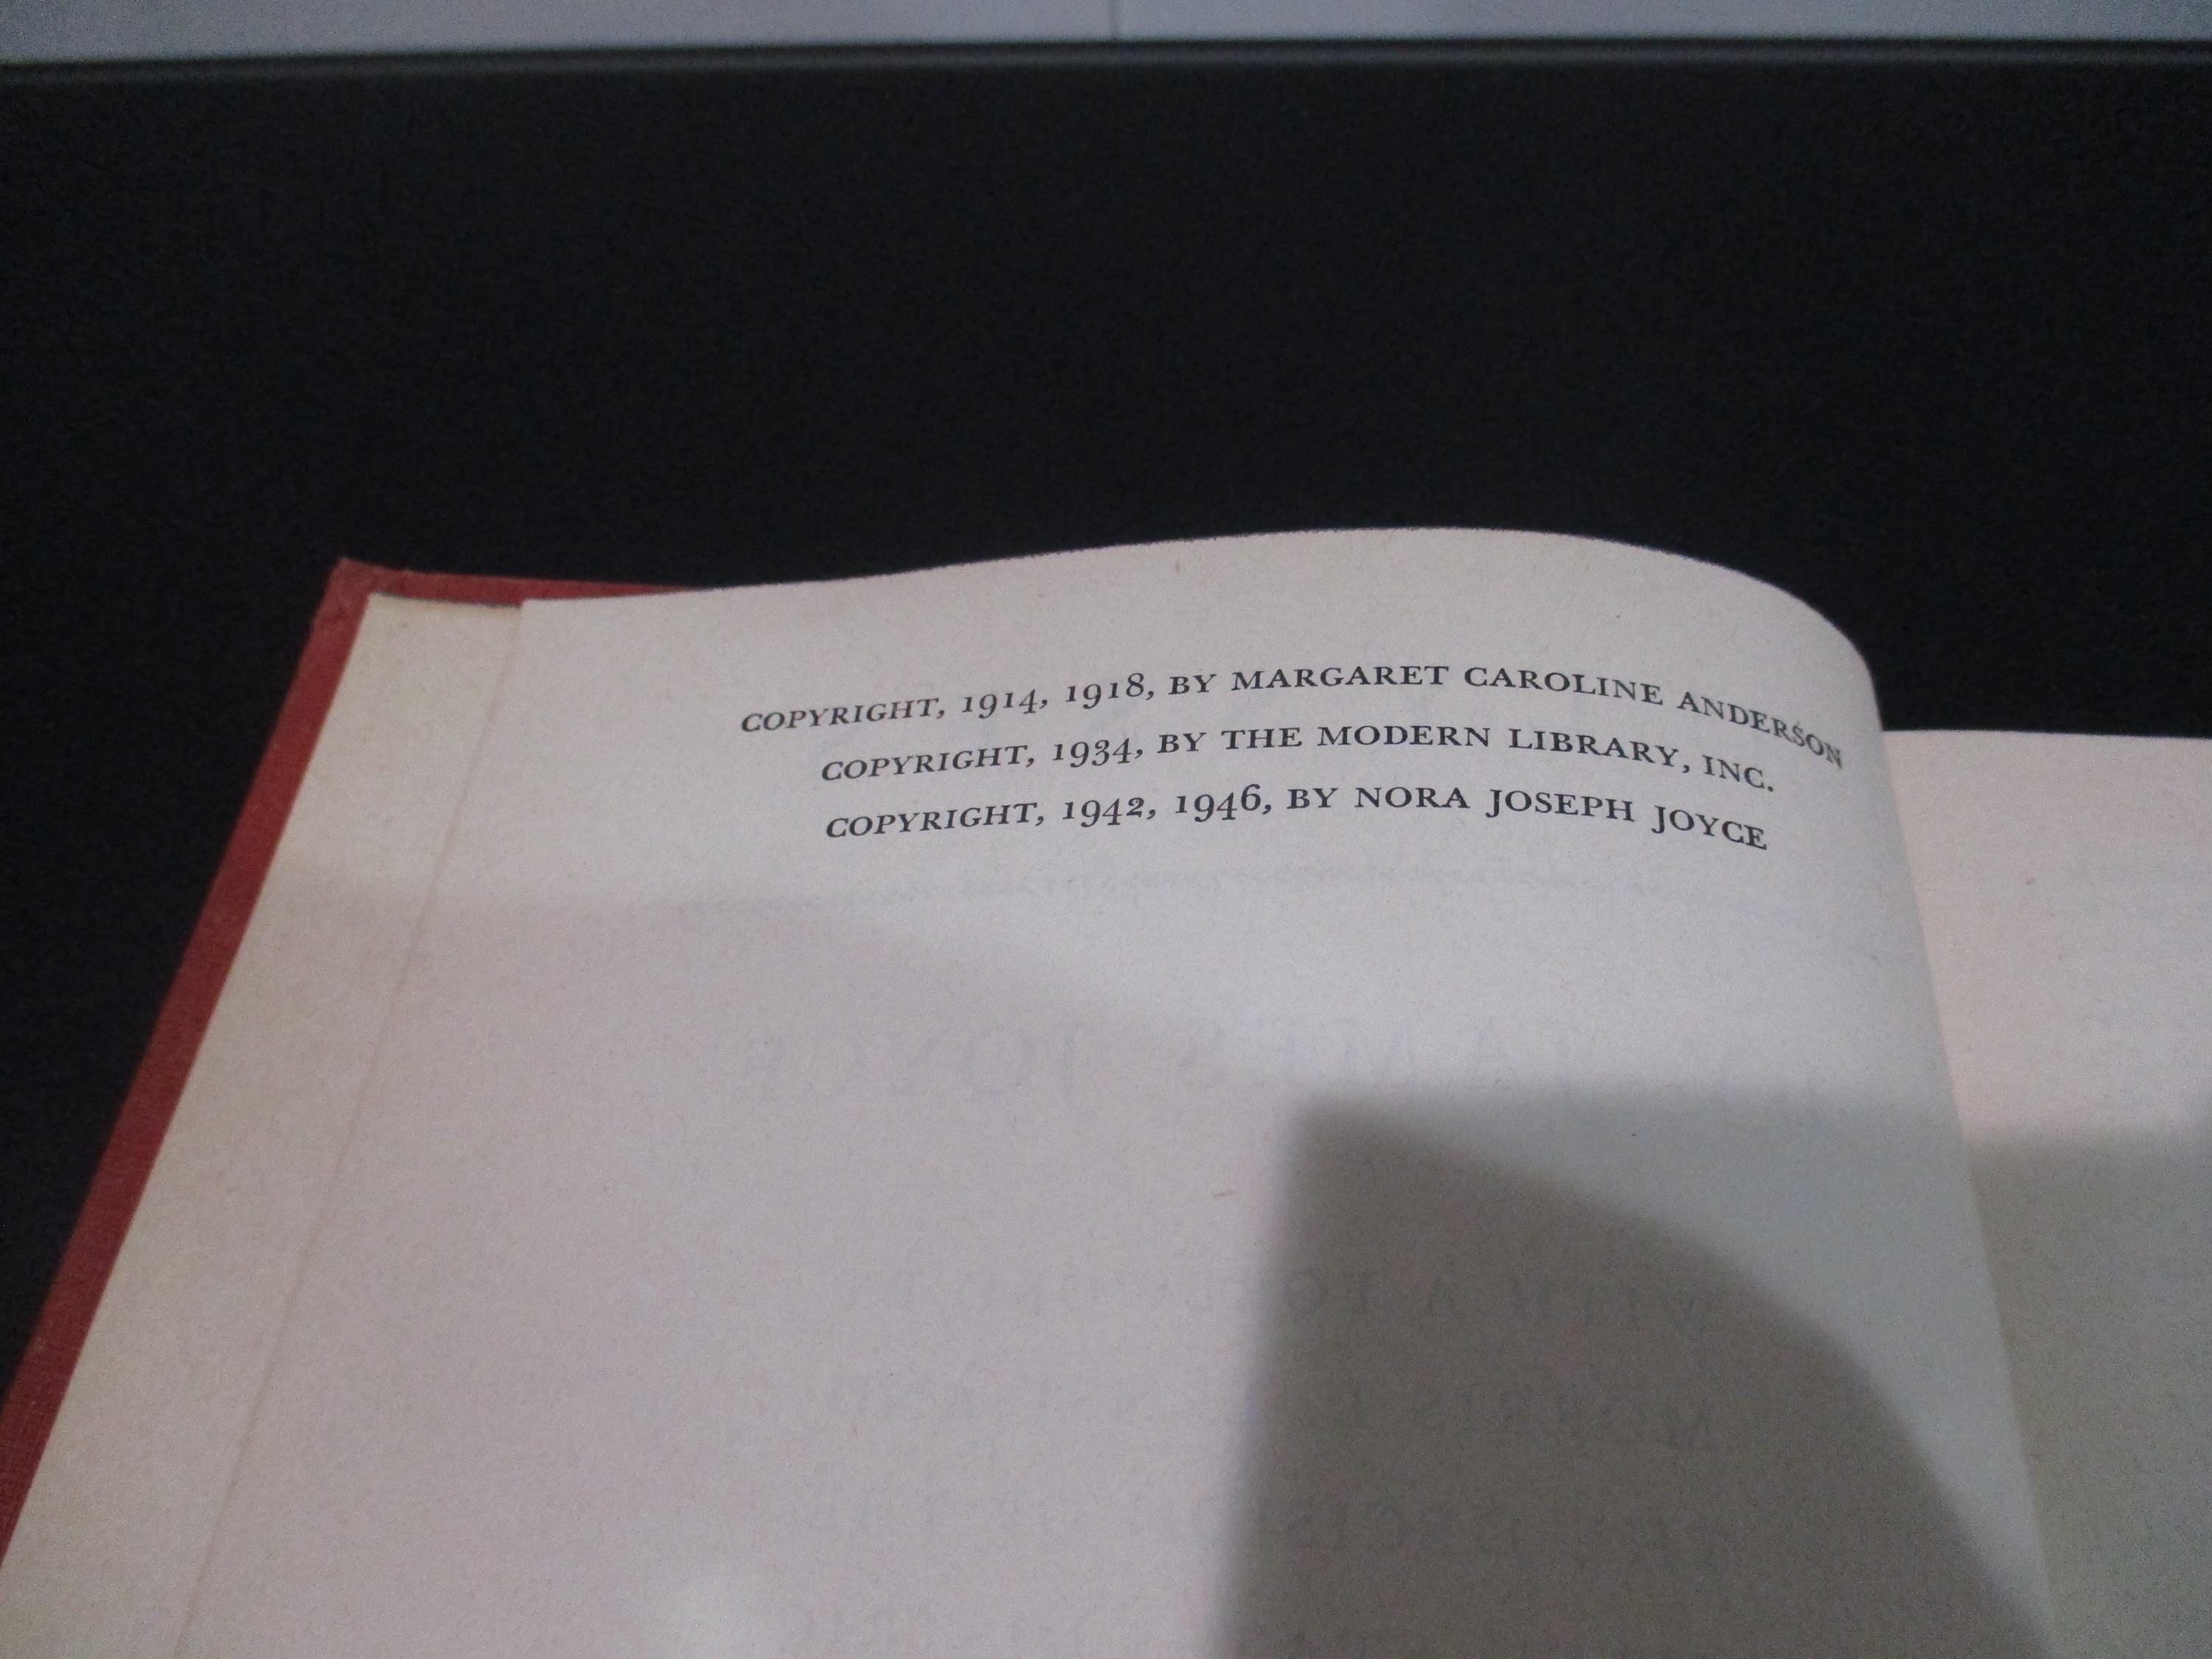 COPYRIGHT, 1914, 1918, BY MARGARET CAROLINE ANDERSON
COPYRIGHT, 1934, BY THE MODERN LIBRARY, INC.
COPYRIGHT, 1942, 1946, BY NORA JOSEPH JOYCE